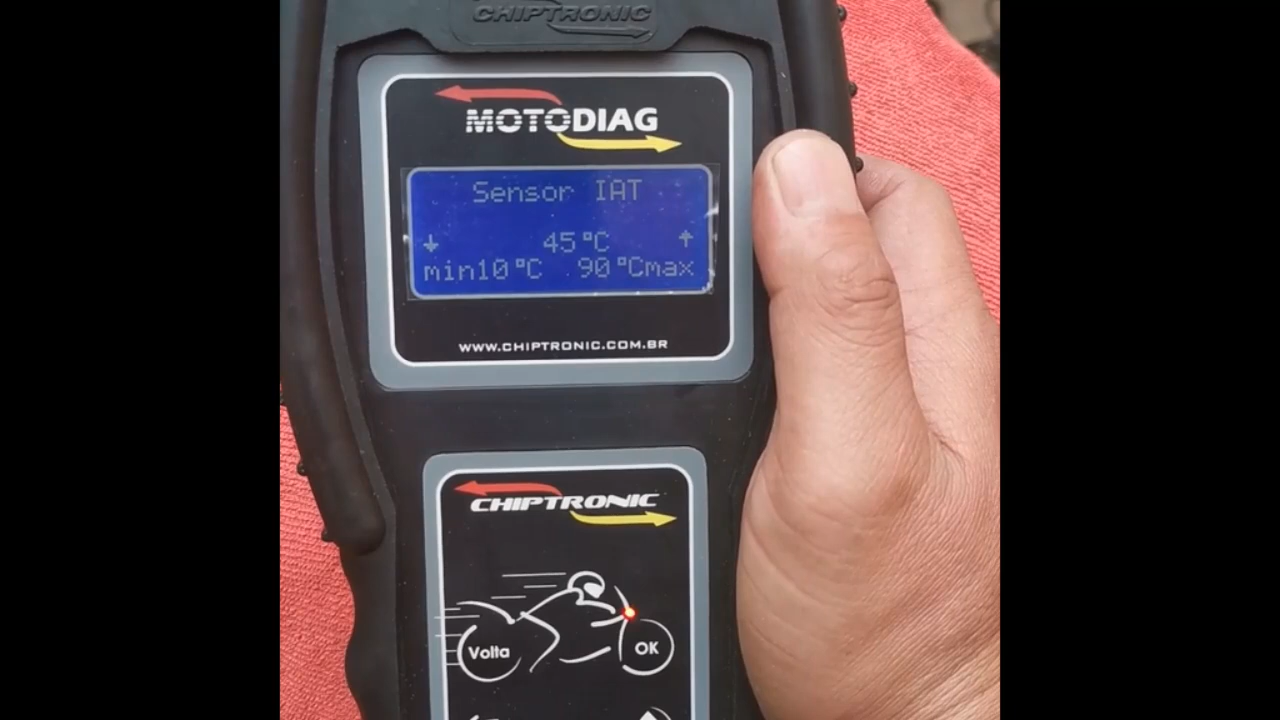 CHIPTRONIC
MOTODIAG
Sensor IAT
↓ 45°C ↑
min10°C 90°Cmax
WWW.CHIPTRONIC.COM.BR
CHIPTRONIC
Volta
OK